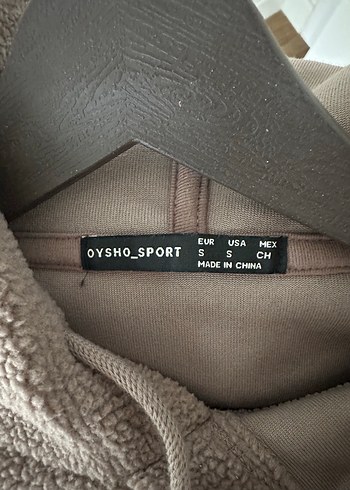 OYSHO_SPORT
EUR USA MEX
S S CH
MADE IN CHINA